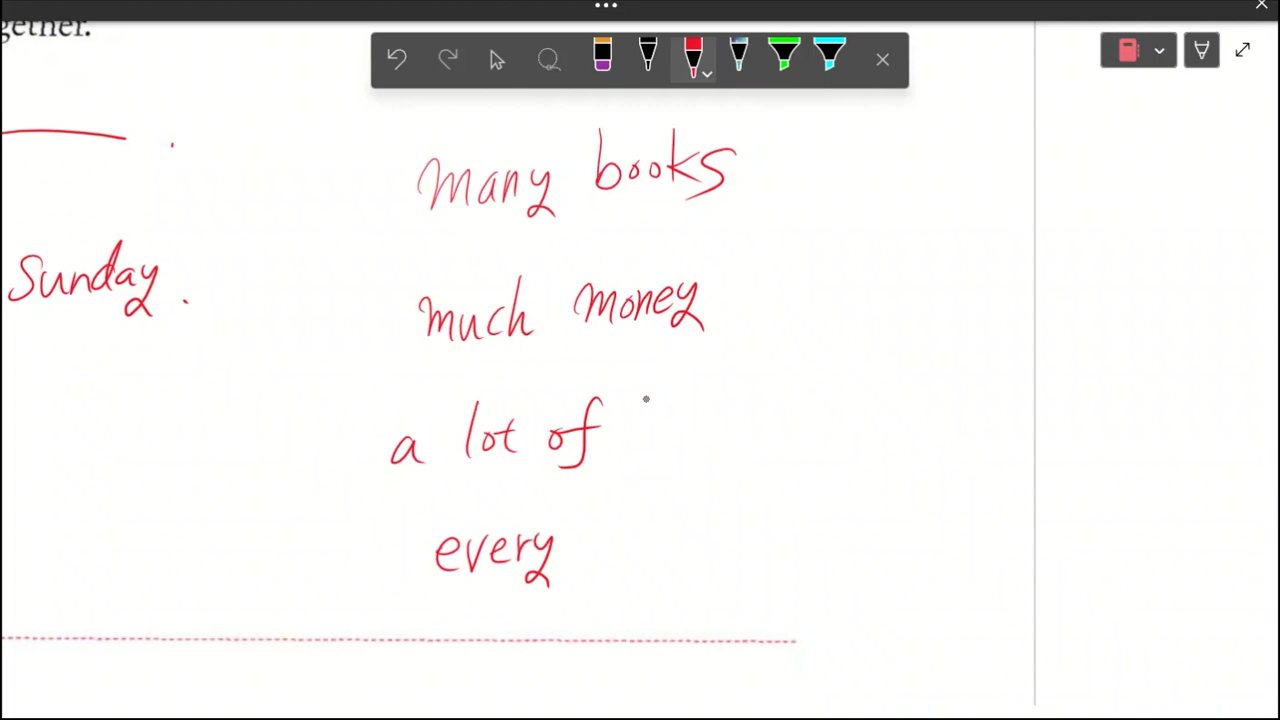 gether.
many books
Sunday.
much money
a lot of
every